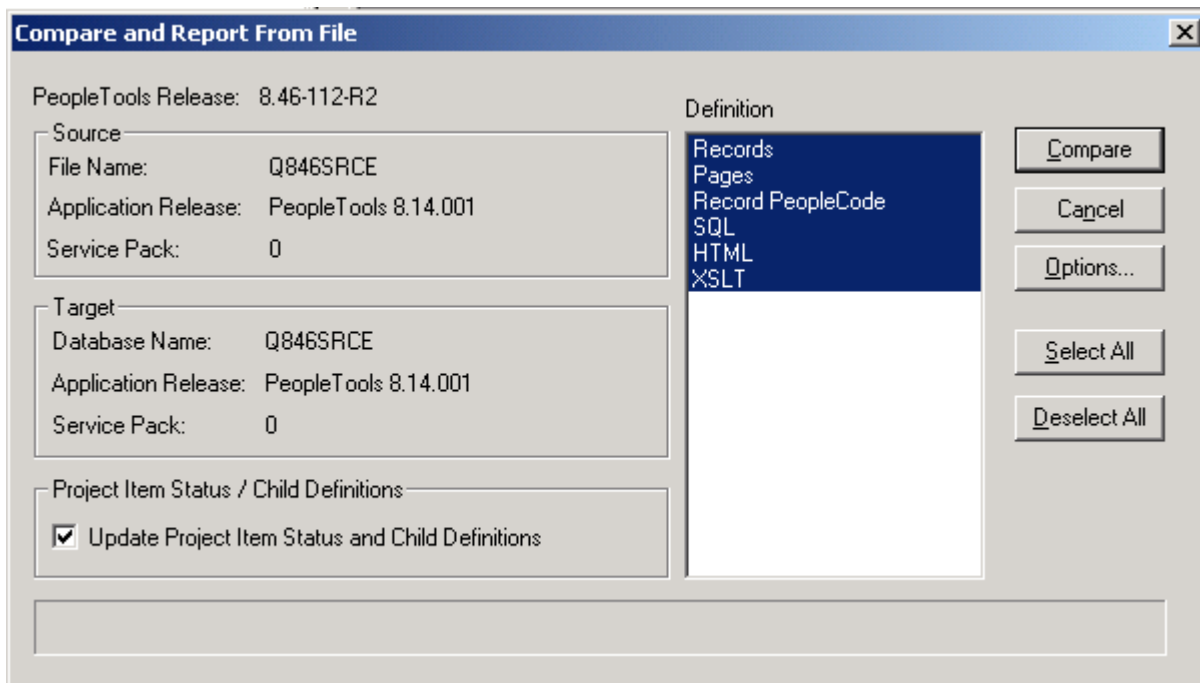 Compare and Report From File
PeopleTools Release: 8.46-112-R2
Source
File Name: Q846SRCE
Application Release: PeopleTools 8.14.001
Service Pack: 0
Target
Database Name: Q846SRCE
Application Release: PeopleTools 8.14.001
Service Pack: 0
Project Item Status / Child Definitions
Update Project Item Status and Child Definitions
Definition
Records
Pages
Record PeopleCode
SQL
HTML
XSLT
Compare
Cancel
Options...
Select All
Deselect All